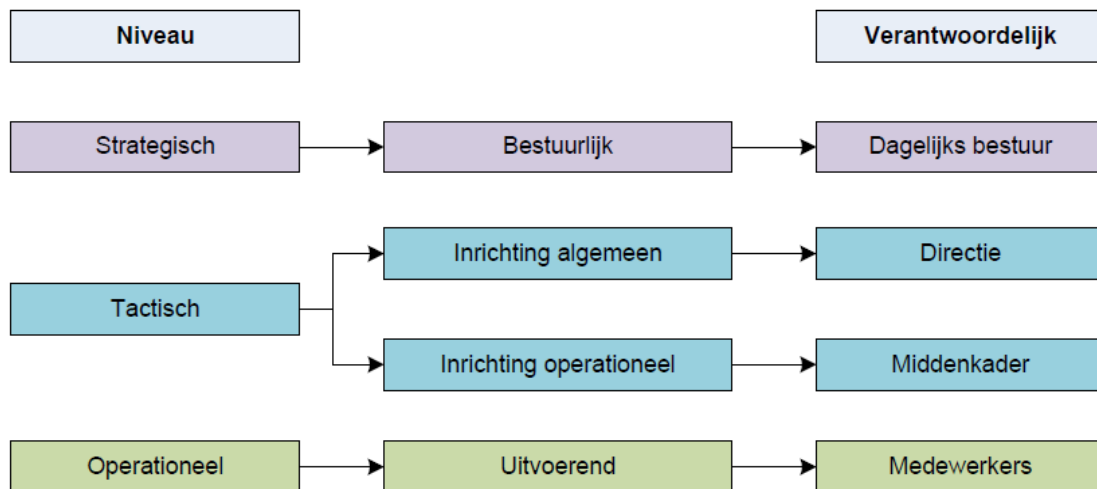 Niveau
Verantwoordelijk
Strategisch
Bestuurlijk
Dagelijks bestuur
Inrichting algemeen
Directie
Tactisch
Inrichting operationeel
Middenkader
Operationeel
Uitvoerend
Medewerkers